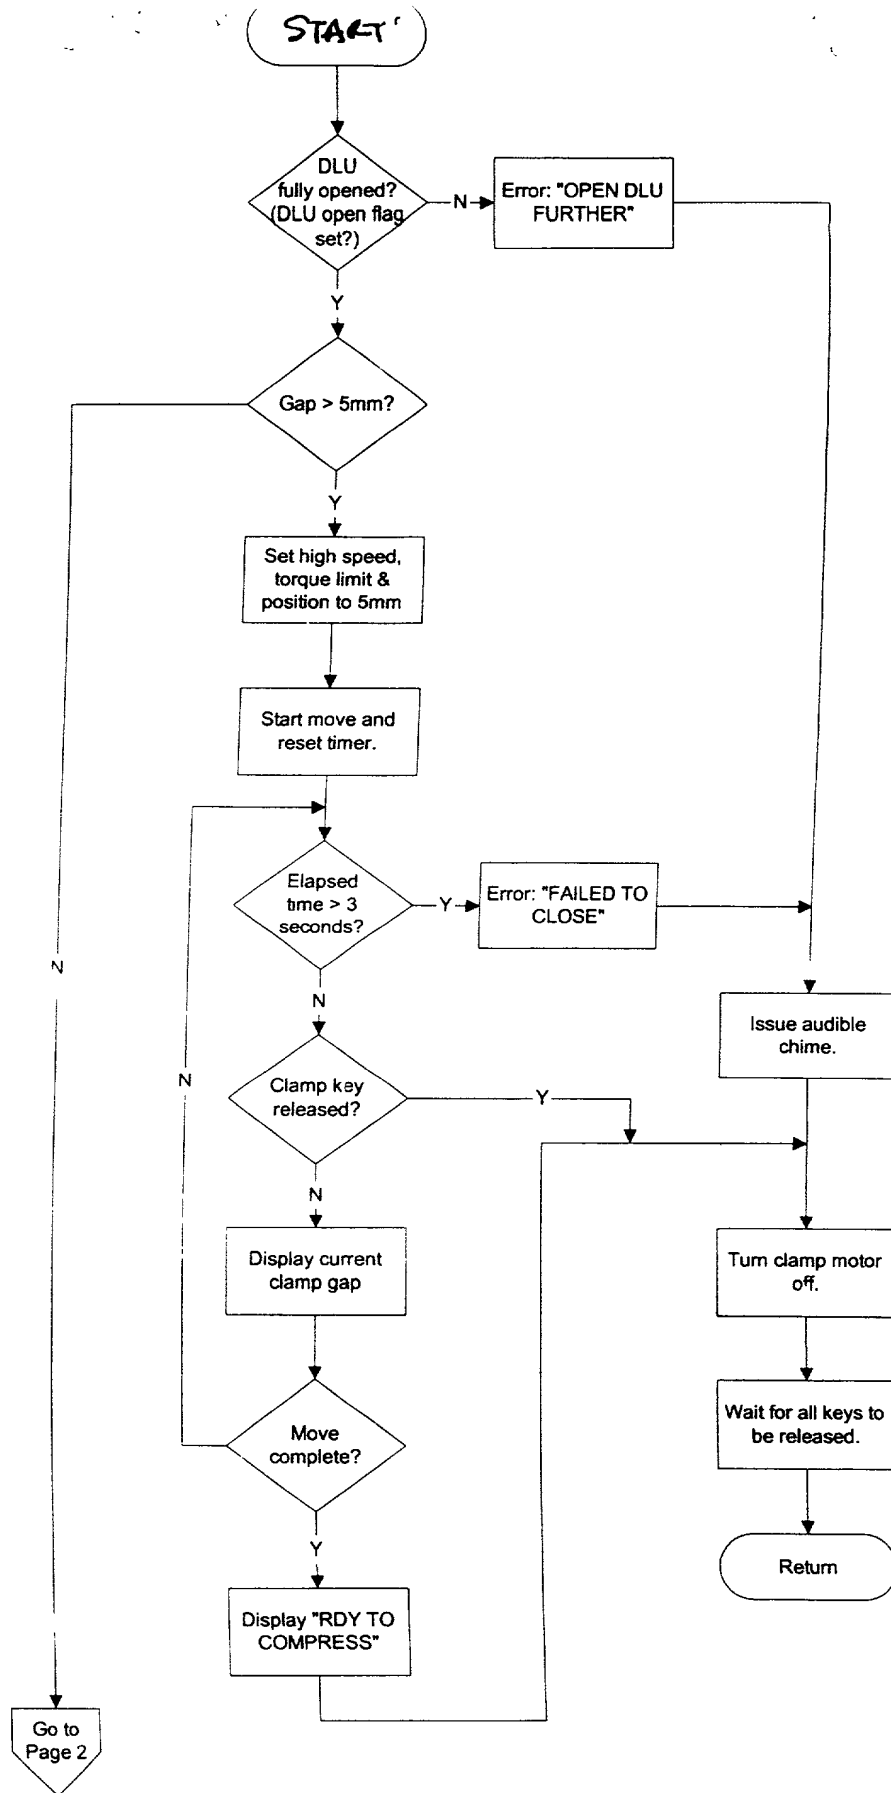 START
DLU
fully opened?
(DLU open flag
set?)
N
Error: "OPEN DLU
FURTHER"
Y
Gap > 5mm?
Y
Set high speed,
torque limit &
position to 5mm
Start move and
reset timer.
Elapsed
time > 3
seconds?
Y
Error: "FAILED TO
CLOSE"
N
N
Issue audible
chime.
Clamp key
released?
Y
N
N
Display current
clamp gap
Turn clamp motor
off.
Move
complete?
Wait for all keys to
be released.
Y
Return
Display "RDY TO
COMPRESS"
Go to
Page 2